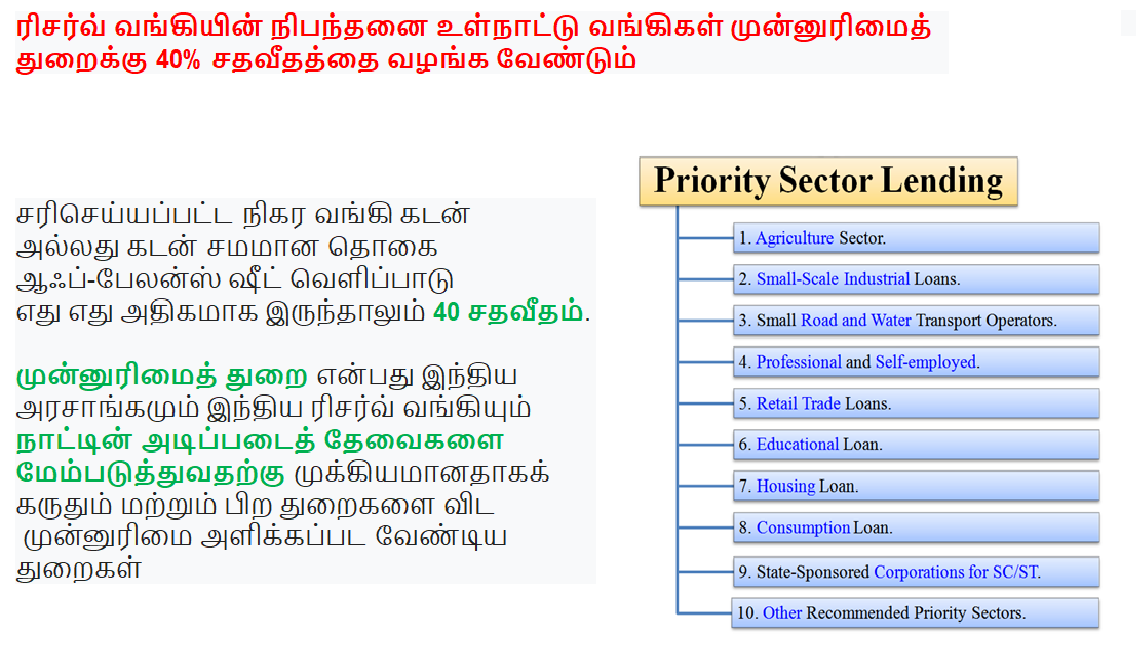 ரிசர்வ் வங்கியின் நிபந்தனை உள்நாட்டு வங்கிகள் முன்னுரிமைத்
துறைக்கு 40% சதவீதத்தை வழங்க வேண்டும்
சரிசெய்யப்பட்ட நிகர வங்கி கடன்
அல்லது கடன் சமமான தொகை
ஆஃப்-பேலன்ஸ் ஷீட் வெளிப்பாடு
எது எது அதிகமாக இருந்தாலும் 40 சதவீதம்.
முன்னுரிமைத் துறை என்பது இந்திய
அரசாங்கமும் இந்திய ரிசர்வ் வங்கியும்
நாட்டின் அடிப்படைத் தேவைகளை
மேம்படுத்துவதற்கு முக்கியமானதாகக்
கருதும் மற்றும் பிற துறைகளை விட
முன்னுரிமை அளிக்கப்பட வேண்டிய
துறைகள்
Priority Sector Lending
1. Agriculture Sector.
2. Small-Scale Industrial Loans.
3. Small Road and Water Transport Operators.
4. Professional and Self-employed.
5. Retail Trade Loans.
6. Educational Loan.
7. Housing Loan.
8. Consumption Loan.
9. State-Sponsored Corporations for SC/ST.
10. Other Recommended Priority Sectors.